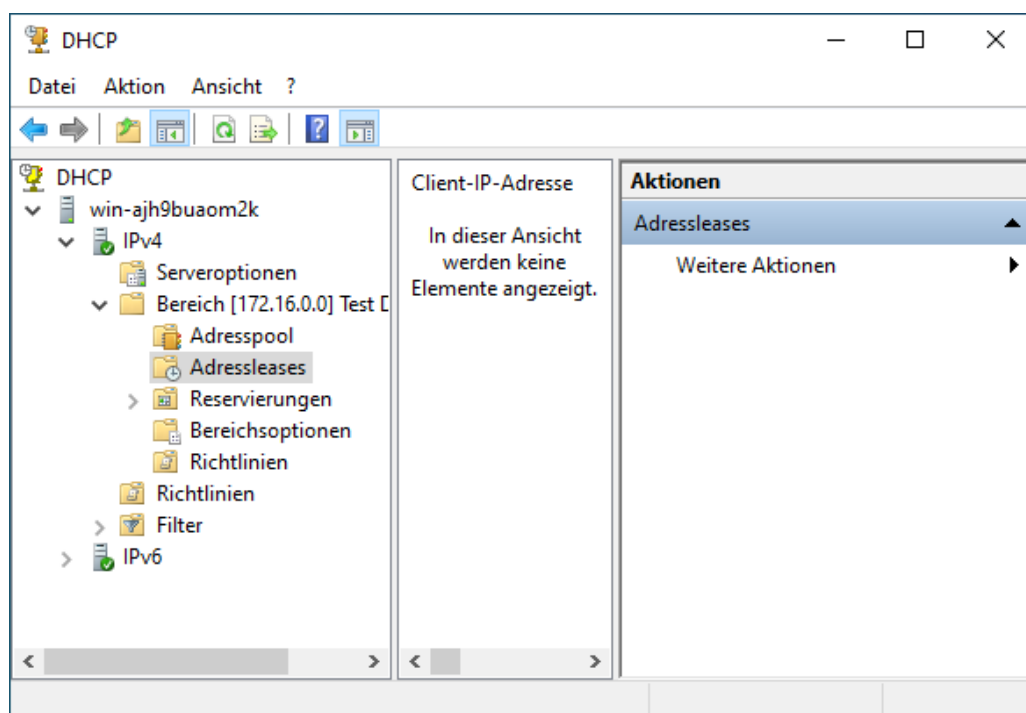 DHCP
Datei Aktion Ansicht ?
DHCP
win-ajh9buaom2k
IPv4
Serveroptionen
Bereich [172.16.0.0] Test
Adresspool
Adressleases
Reservierungen
Bereichsoptionen
Richtlinien
Richtlinien
Filter
IPv6
Client-IP-Adresse
In dieser Ansicht
werden keine
Elemente angezeigt.
Aktionen
Adressleases
Weitere Aktionen